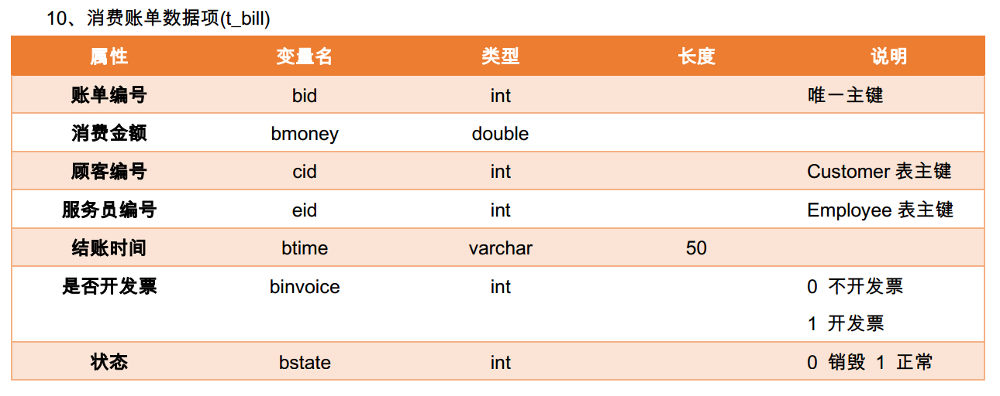 10、消费账单数据项(t_bill)
属性 变量名 类型 长度 说明
账单编号 bid int 唯一主键
消费金额 bmoney double
顾客编号 cid int Customer 表主键
服务员编号 eid int Employee 表主键
结账时间 btime varchar 50
是否开发票 binvoice int 0 不开发票
1 开发票
状态 bstate int 0 销毁 1 正常